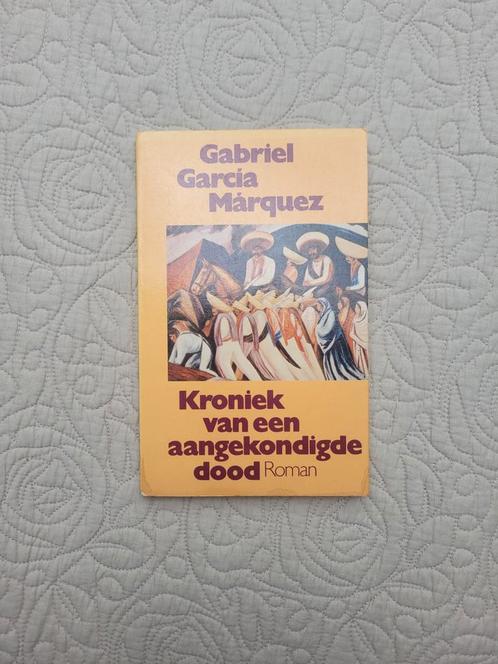 Gabriel
García
Márquez
Kroniek
van een
aangekondigde
dood Roman